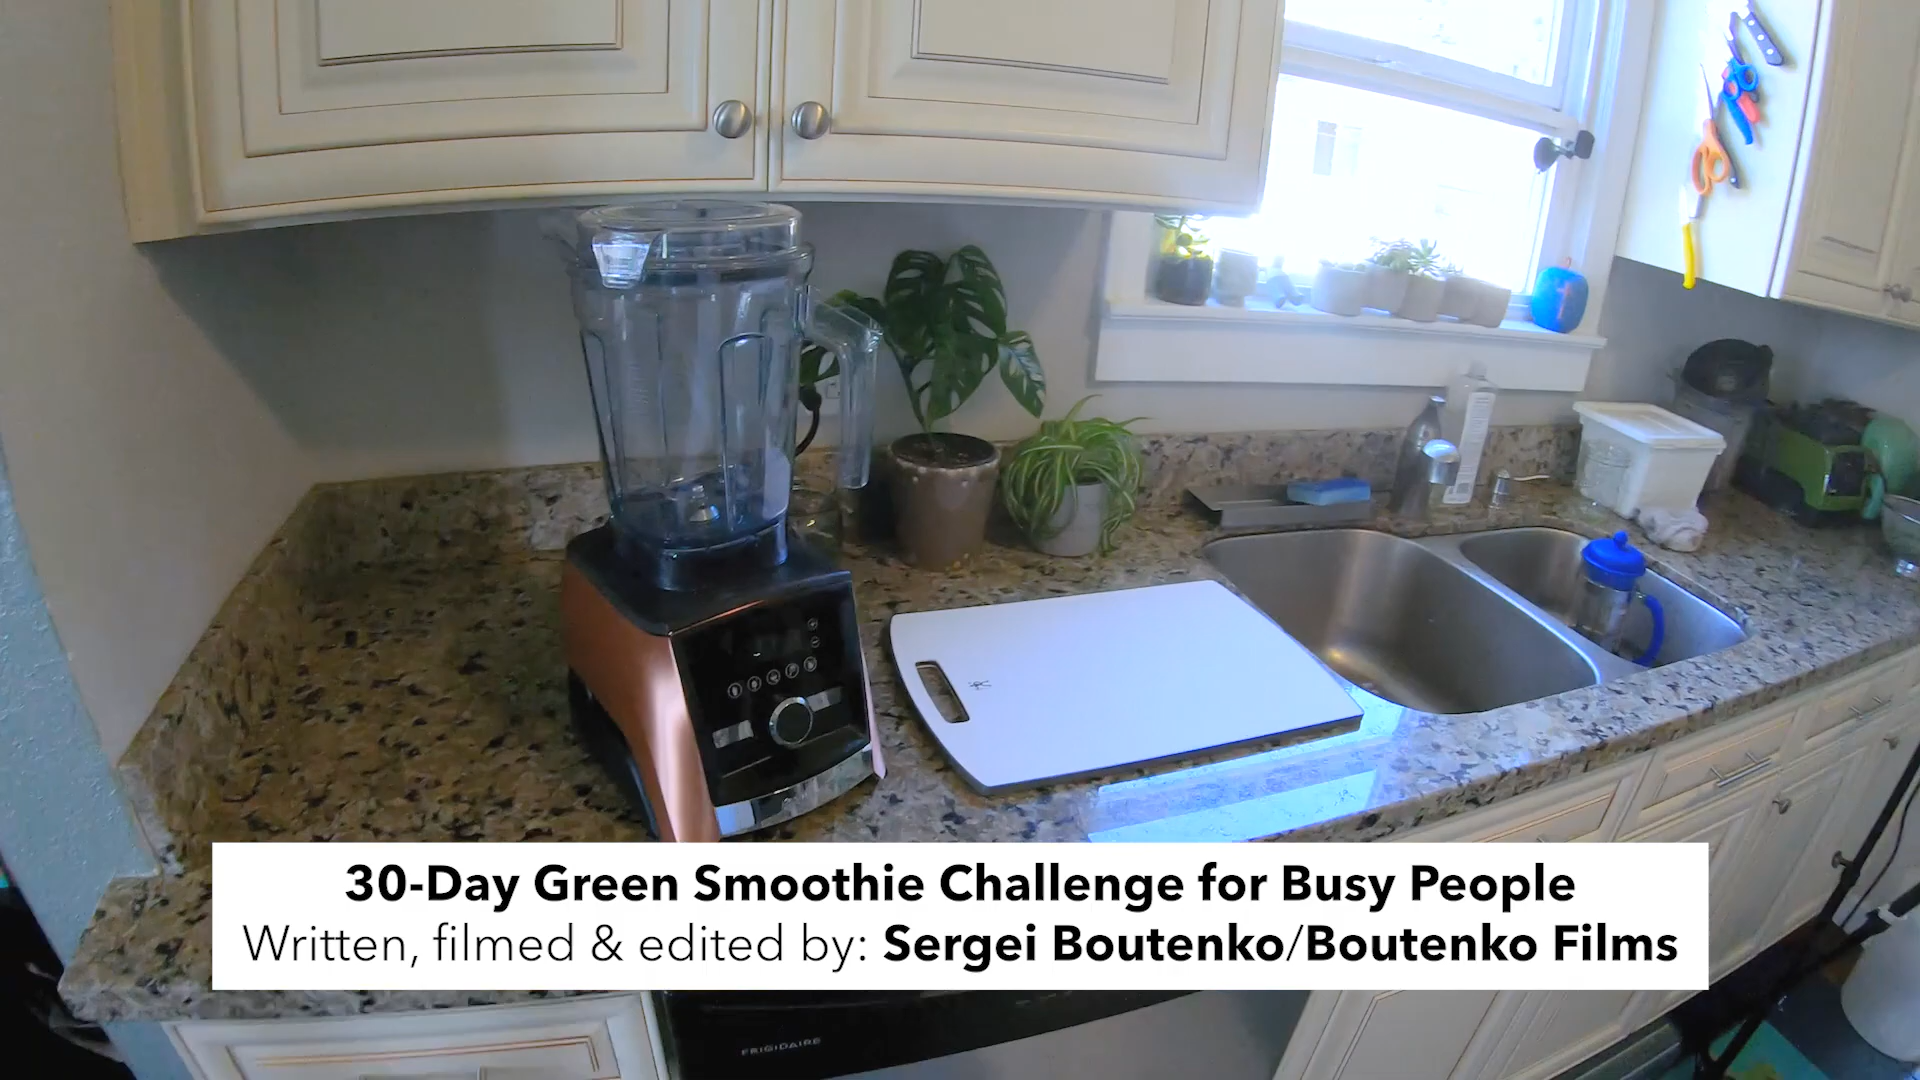 30-Day Green Smoothie Challenge for Busy People
Written, filmed & edited by: Sergei Boutenko/Boutenko Films
FRIGIDAIRE